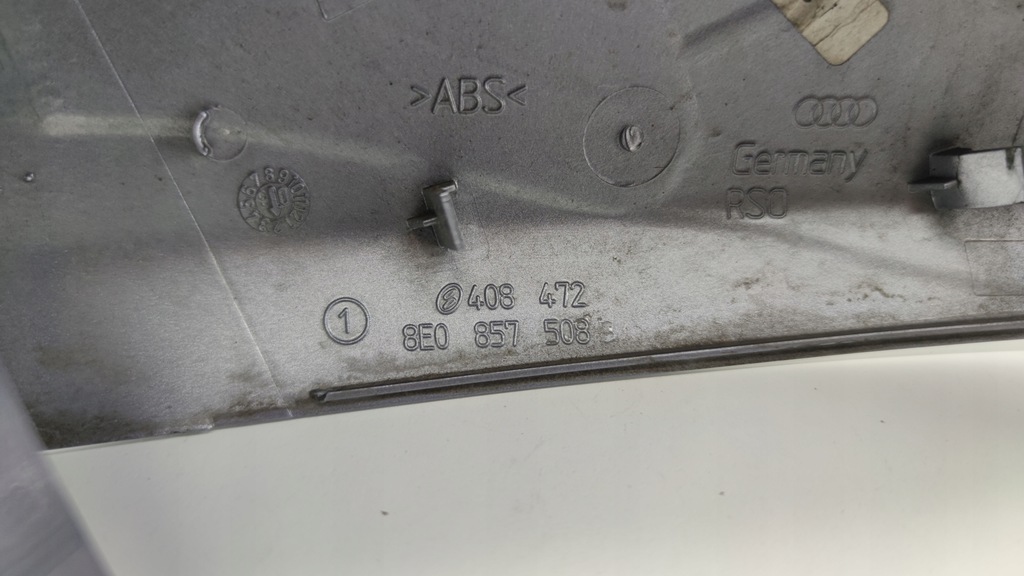 >ABS<
Germany
RSO
1
408 472
8E0 857 508